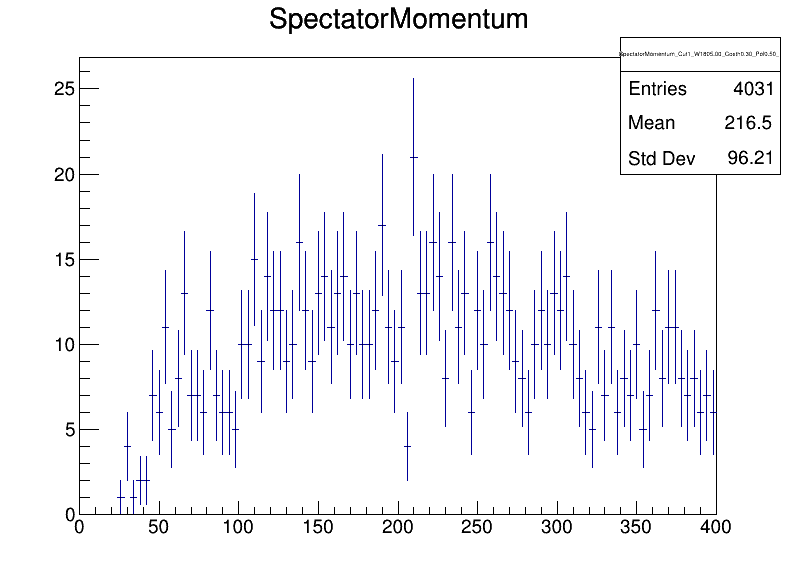 SpectatorMomentum
SpectatorMomentum_Cut1_W1805.00_Costh0.30_Pol0.50_
Entries 4031
Mean 216.5
Std Dev 96.21
25
20
15
10
5
0
0 50 100 150 200 250 300 350 400